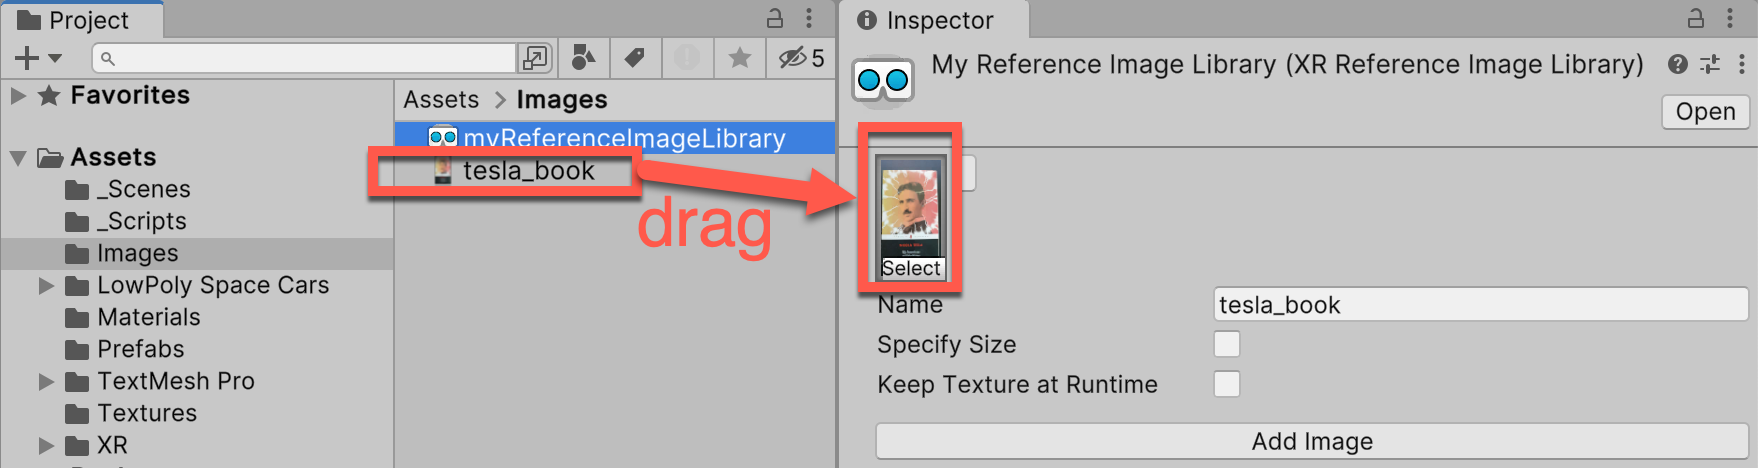 Project
5
Favorites
Assets
_Scenes
_Scripts
Images
LowPoly Space Cars
Materials
Prefabs
TextMesh Pro
Textures
XR
Assets > Images
myReferenceImageLibrary
tesla_book
drag
Inspector
My Reference Image Library (XR Reference Image Library)
Open
Select
Name
tesla_book
Specify Size
Keep Texture at Runtime
Add Image